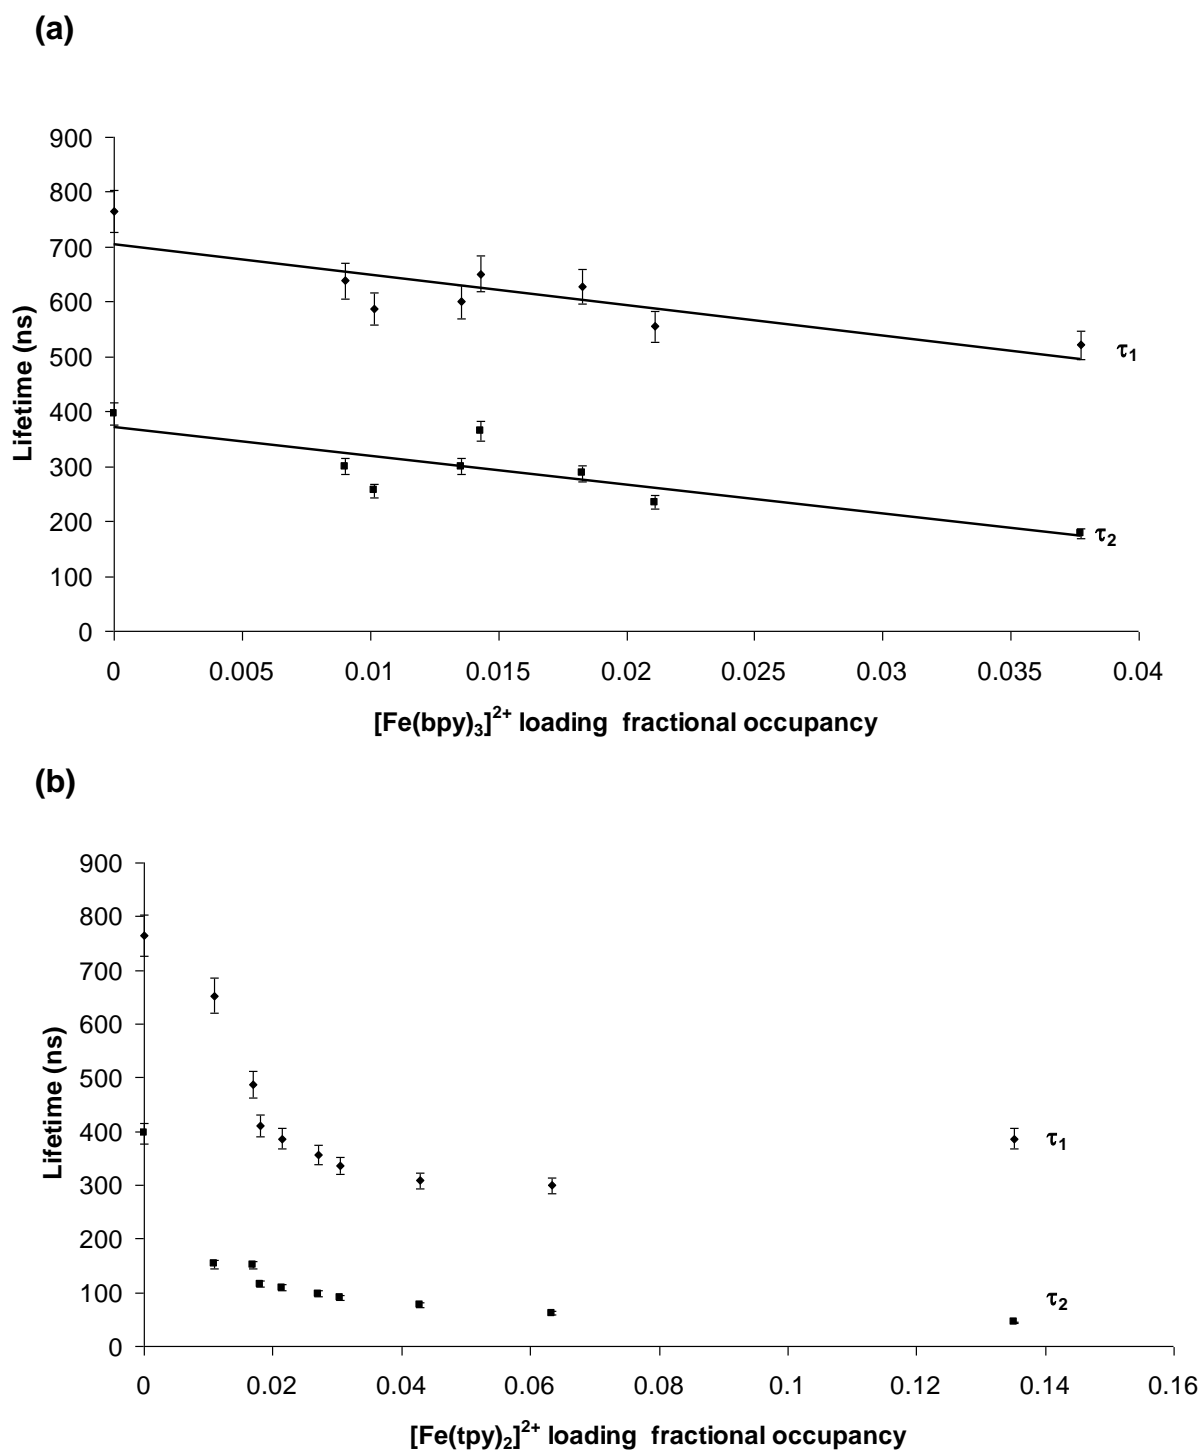 (a)
900
800
700
600
500
400
300
200
100
0
Lifetime (ns)
τ₁
τ₂
0 0.005 0.01 0.015 0.02 0.025 0.03 0.035 0.04
[Fe(bpy)₃]²⁺ loading fractional occupancy
(b)
900
800
700
600
500
400
300
200
100
0
Lifetime (ns)
τ₁
τ₂
0 0.02 0.04 0.06 0.08 0.1 0.12 0.14 0.16
[Fe(tpy)₂]²⁺ loading fractional occupancy